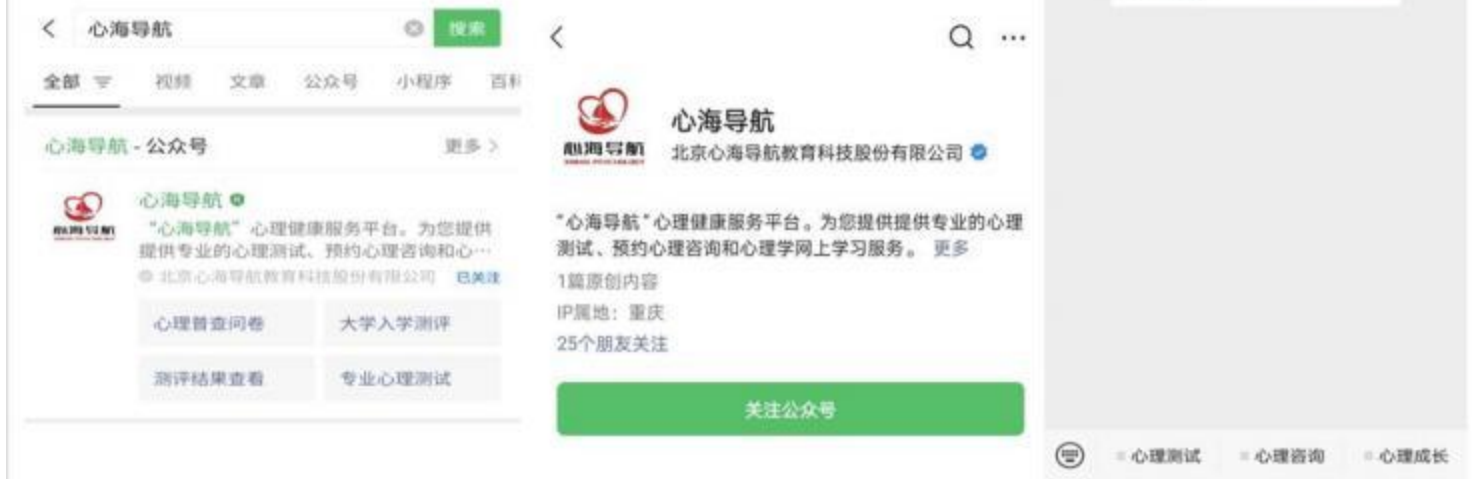 心海导航
搜索
全部
视频
文章
公众号
小程序
百科
心海导航 - 公众号
更多
心海导航
心海导航
“心海导航”心理健康服务平台。为您提供
提供专业的心理测试、预约心理咨询和心…
北京心海导航教育科技股份有限公司
已关注
心理普查问卷
大学入学测评
测评结果查看
专业心理测试
心海导航
心海导航
北京心海导航教育科技股份有限公司
“心海导航”心理健康服务平台。为您提供提供专业的心理
测试、预约心理咨询和心理学网上学习服务。 更多
1篇原创内容
IP属地：重庆
25个朋友关注
关注公众号
心理测试
心理咨询
心理成长